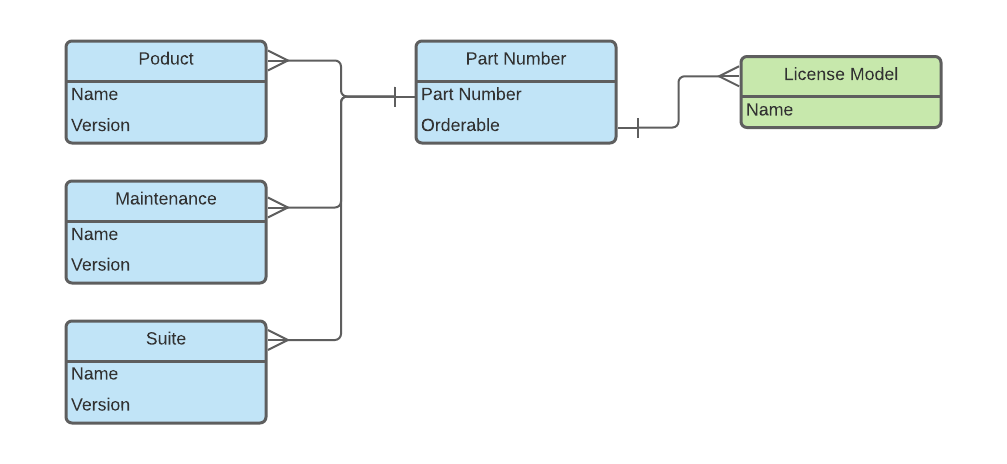 Poduct
Name
Version
Part Number
Part Number
Orderable
License Model
Name
Maintenance
Name
Version
Suite
Name
Version